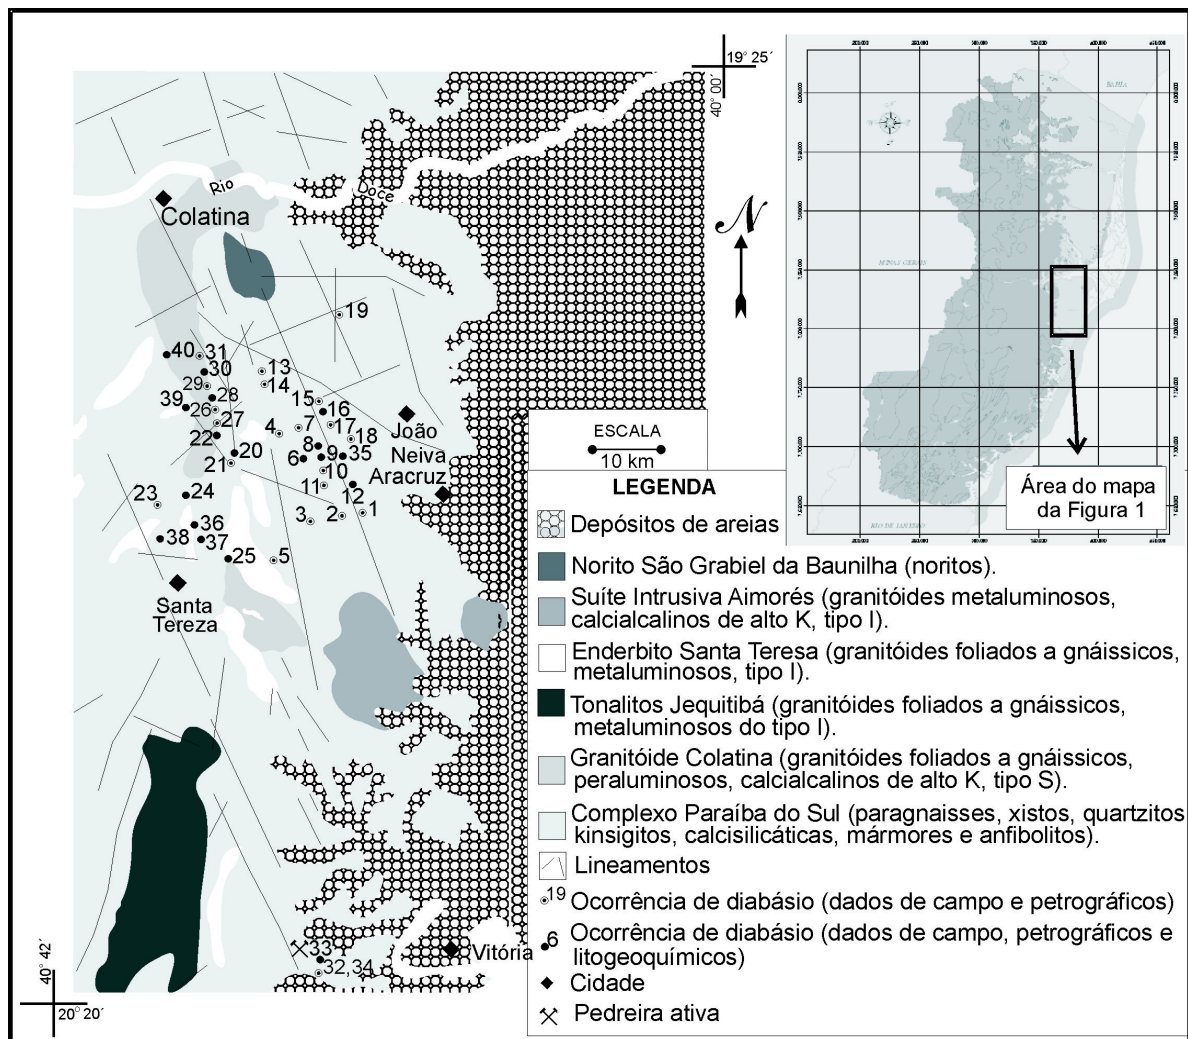 19° 25´
40° 00´
Rio
Doce
Colatina
N
19
40
31
30
13
14
29
28
39
26
27
15
16
22
4
7
17
18
João
Neiva
20
8
9
35
6
21
10
Aracruz
11
12
23
24
3
2
1
36
38
37
25
5
Santa
Tereza
33
32,34
Vitória
40° 42´
20° 20´
BAHIA
MINAS GERAIS
RIO DE JANEIRO
Área do mapa
da Figura 1
ESCALA
10 km
LEGENDA
Depósitos de areias
Norito São Grabiel da Baunilha (noritos).
Suíte Intrusiva Aimorés (granitóides metaluminosos,
calcialcalinos de alto K, tipo I).
Enderbito Santa Teresa (granitóides foliados a gnáissicos,
metaluminosos, tipo I).
Tonalitos Jequitibá (granitóides foliados a gnáissicos,
metaluminosos do tipo I).
Granitóide Colatina (granitóides foliados a gnáissicos,
peraluminosos, calcialcalinos de alto K, tipo S).
Complexo Paraíba do Sul (paragnaisses, xistos, quartzitos
kinsigitos, calcisilicáticas, mármores e anfibolitos).
Lineamentos
19 Ocorrência de diabásio (dados de campo e petrográficos)
6 Ocorrência de diabásio (dados de campo, petrográficos e
litogeoquímicos)
Cidade
Pedreira ativa